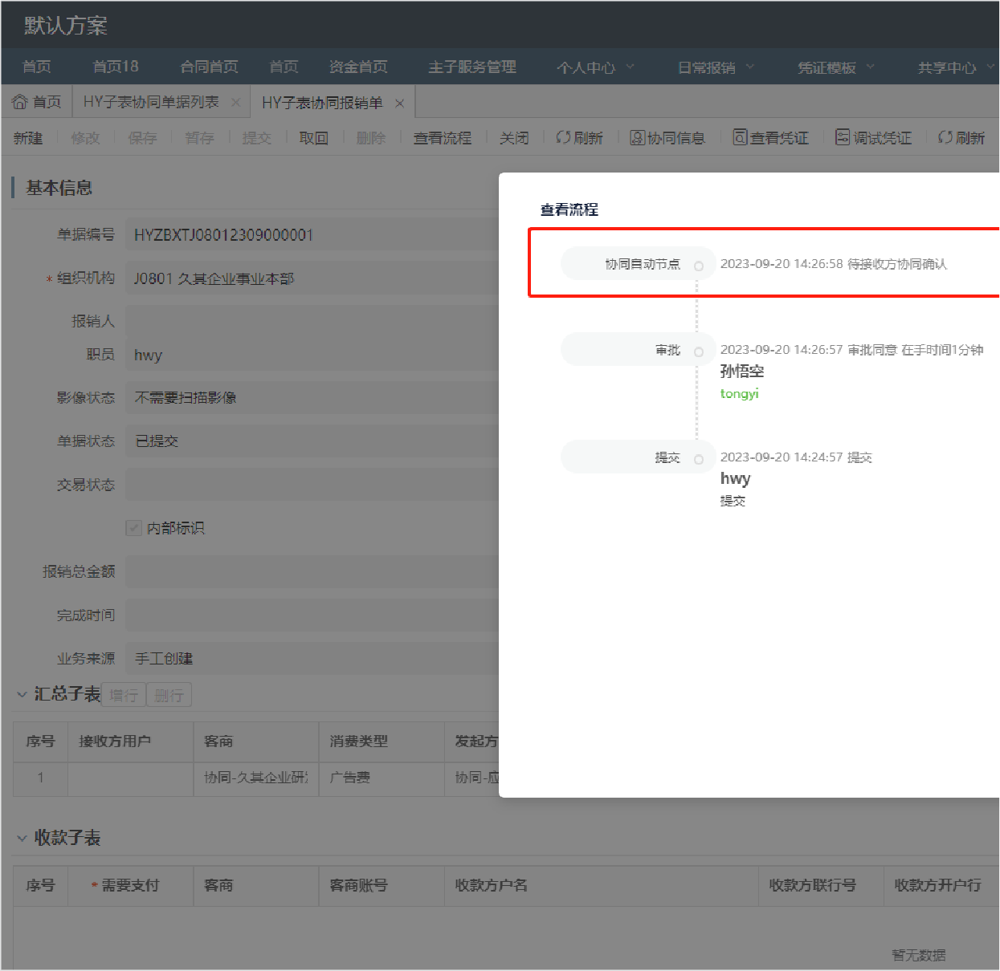 默认方案
首页 首页18 合同首页 首页 资金首页 主子服务管理 个人中心 日常报销 凭证模板 共享中心
首页 HY子表协同单据列表 HY子表协同报销单
新建 修改 保存 暂存 提交 取回 删除 查看流程 关闭 刷新 协同信息 查看凭证 调试凭证 刷新
基本信息
单据编号 HYZBXTJ08012309000001
* 组织机构 J0801 久其企业事业本部
报销人
职员 hwy
影像状态 不需要扫描影像
单据状态 已提交
交易状态
内部标识
报销总金额
完成时间
业务来源 手工创建
查看流程
协同自动节点 2023-09-20 14:26:58 待接收方协同确认
审批 2023-09-20 14:26:57 审批同意 在手时间1分钟
孙悟空
tongyi
提交 2023-09-20 14:24:57 提交
hwy
提交
汇总子表 增行 删行
序号 接收方用户 客商 消费类型 发起方
1 协同-久其企业研 广告费 协同-应
收款子表
序号 * 需要支付 客商 客商账号 收款方户名 收款方联行号 收款方开户行
暂无数据